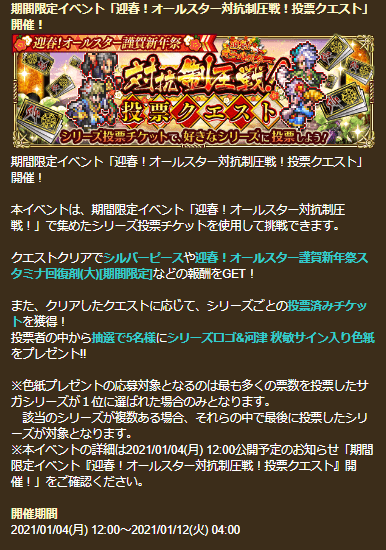 期間限定イベント「迎春！オールスター対抗制圧戦！投票クエスト」
開催！
迎春！オールスター謹賀新年祭
対抗制圧戦！
投票クエスト
シリーズ投票チケットで、好きなシリーズに投票しよう！
期間限定イベント「迎春！オールスター対抗制圧戦！投票クエスト」
開催！
本イベントは、期間限定イベント「迎春！オールスター対抗制圧
戦！」で集めたシリーズ投票チケットを使用して挑戦できます。
クエストクリアでシルバーピースや迎春！オールスター謹賀新年祭ス
タミナ回復剤(大)[期間限定]などの報酬をGET！
また、クリアしたクエストに応じて、シリーズごとの投票済みチケッ
トを獲得！
投票者の中から抽選で5名様にシリーズロゴ&河津 秋敏サイン入り色紙
をプレゼント!!
※色紙プレゼントの応募対象となるのは最も多くの票数を投票したサ
ガシリーズが１位に選ばれた場合のみとなります。
　該当のシリーズが複数ある場合、それらの中で最後に投票したシリ
ーズが対象となります。
※本イベントの詳細は2021/01/04(月) 12:00公開予定のお知らせ「期間
限定イベント『迎春！オールスター対抗制圧戦！投票クエスト』開
催！」をご確認ください。
開催期間
2021/01/04(月) 12:00～2021/01/12(火) 04:00